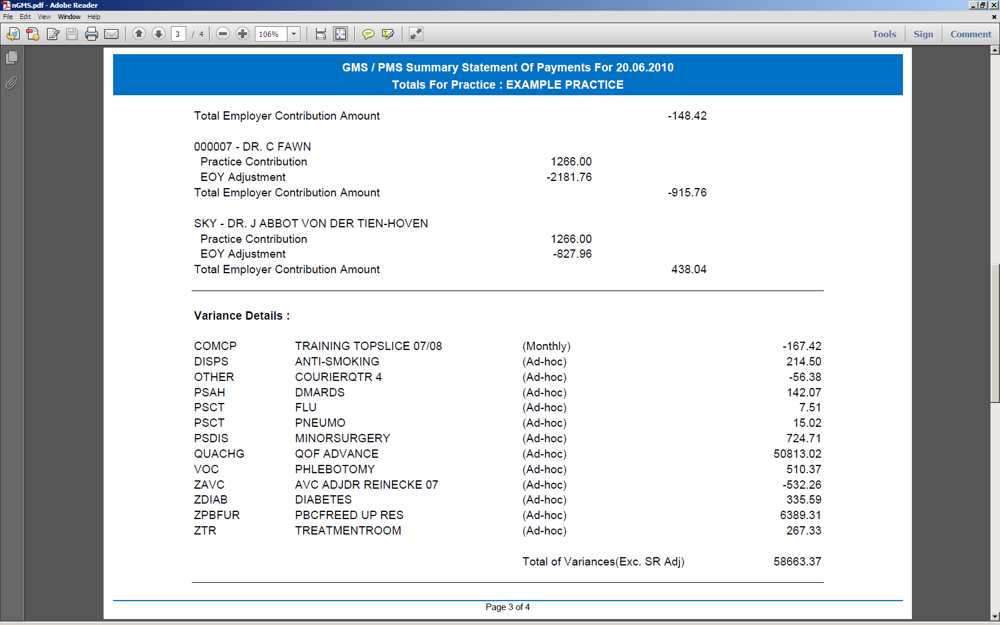 nGMS.pdf - Adobe Reader
File Edit View Window Help
3 / 4 106% Tools Sign Comment
GMS / PMS Summary Statement Of Payments For 20.06.2010
Totals For Practice : EXAMPLE PRACTICE
Total Employer Contribution Amount -148.42
000007 - DR. C FAWN
Practice Contribution 1266.00
EOY Adjustment -2181.76
Total Employer Contribution Amount -915.76
SKY - DR. J ABBOT VON DER TIEN-HOVEN
Practice Contribution 1266.00
EOY Adjustment -827.96
Total Employer Contribution Amount 438.04
Variance Details :
COMCP TRAINING TOPSLICE 07/08 (Monthly) -167.42
DISPS ANTI-SMOKING (Ad-hoc) 214.50
OTHER COURIERQTR 4 (Ad-hoc) -56.38
PSAH DMARDS (Ad-hoc) 142.07
PSCT FLU (Ad-hoc) 7.51
PSCT PNEUMO (Ad-hoc) 15.02
PSDIS MINORSURGERY (Ad-hoc) 724.71
QUACHG QOF ADVANCE (Ad-hoc) 50813.02
VOC PHLEBOTOMY (Ad-hoc) 510.37
ZAVC AVC ADJDR REINECKE 07 (Ad-hoc) -532.26
ZDIAB DIABETES (Ad-hoc) 335.59
ZPBFUR PBCFREED UP RES (Ad-hoc) 6389.31
ZTR TREATMENTROOM (Ad-hoc) 267.33
Total of Variances(Exc. SR Adj) 58663.37
Page 3 of 4